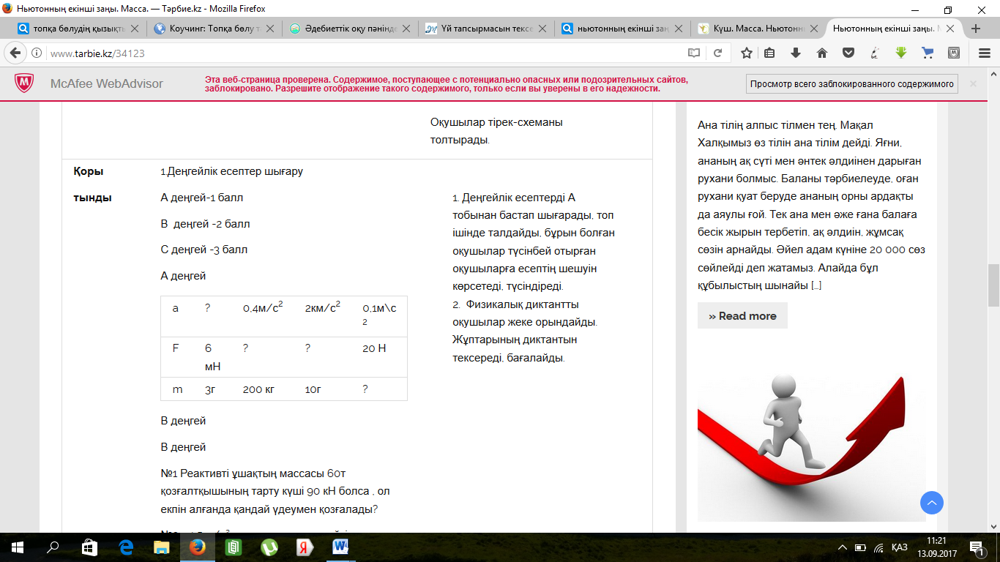 Ньютонның екінші заңы. Масса. — Тәрбие.kz - Mozilla Firefox
топқа бөлудің қызықты
Коучинг: Топқа бөлу
Әдебиеттік оқу пәнінде
Үй тапсырмасын тексе
ньютонның екінші заң
Күш. Масса. Ньютонн
Ньютонның екінші заңы. М
www.tarbie.kz/34123
McAfee WebAdvisor
Эта веб-страница проверена. Содержимое, поступающее с потенциально опасных или подозрительных сайтов,
заблокировано. Разрешите отображение такого содержимого, только если вы уверены в его надежности.
Просмотр всего заблокированного содержимого
Оқушылар тірек-схеманы
толтырады.
Қоры
тынды
1.Деңгейлік есептер шығару
А деңгей-1 балл
В деңгей -2 балл
С деңгей -3 балл
А деңгей
a ? 0,4м/с2 2км/с2 0,1м\с
2
F 6 ? ? 20 Н
мН
m 3г 200 кг 10г ?
В деңгей
В деңгей
№1 Реактивті ұшақтың массасы 60т
қозғалтқышының тарту күші 90 кН болса , ол
екпін алғанда қандай үдеумен қозғалады?
1. Деңгейлік есептерді А
тобынан бастап шығарады, топ
ішінде талдайды, бұрын болған
оқушылар түсінбей отырған
оқушыларға есептің шешуін
көрсетеді, түсіндіреді.
2. Физикалық диктантты
оқушылар жеке орындайды.
Жұптарының диктантын
тексереді, бағалайды.
Ана тілің алпыс тілмен тең. Мақал
Халқымыз өз тілін ана тілім дейді. Яғни,
ананың ақ сүті мен әнтек әлдиінен дарыған
рухани болмыс. Баланы тәрбиелеуде, оған
рухани қуат беруде ананың орны ардақты
да аяулы ғой. Тек ана мен әже ғана балаға
бесік жырын тербетіп, ақ әлдиін, жұмсақ
сөзін арнайды. Әйел адам күніне 20 000 сөз
сөйлейді деп жатамыз. Алайда бұл
құбылыстың шынайы [...]
» Read more
ҚАЗ
11:21
13.09.2017